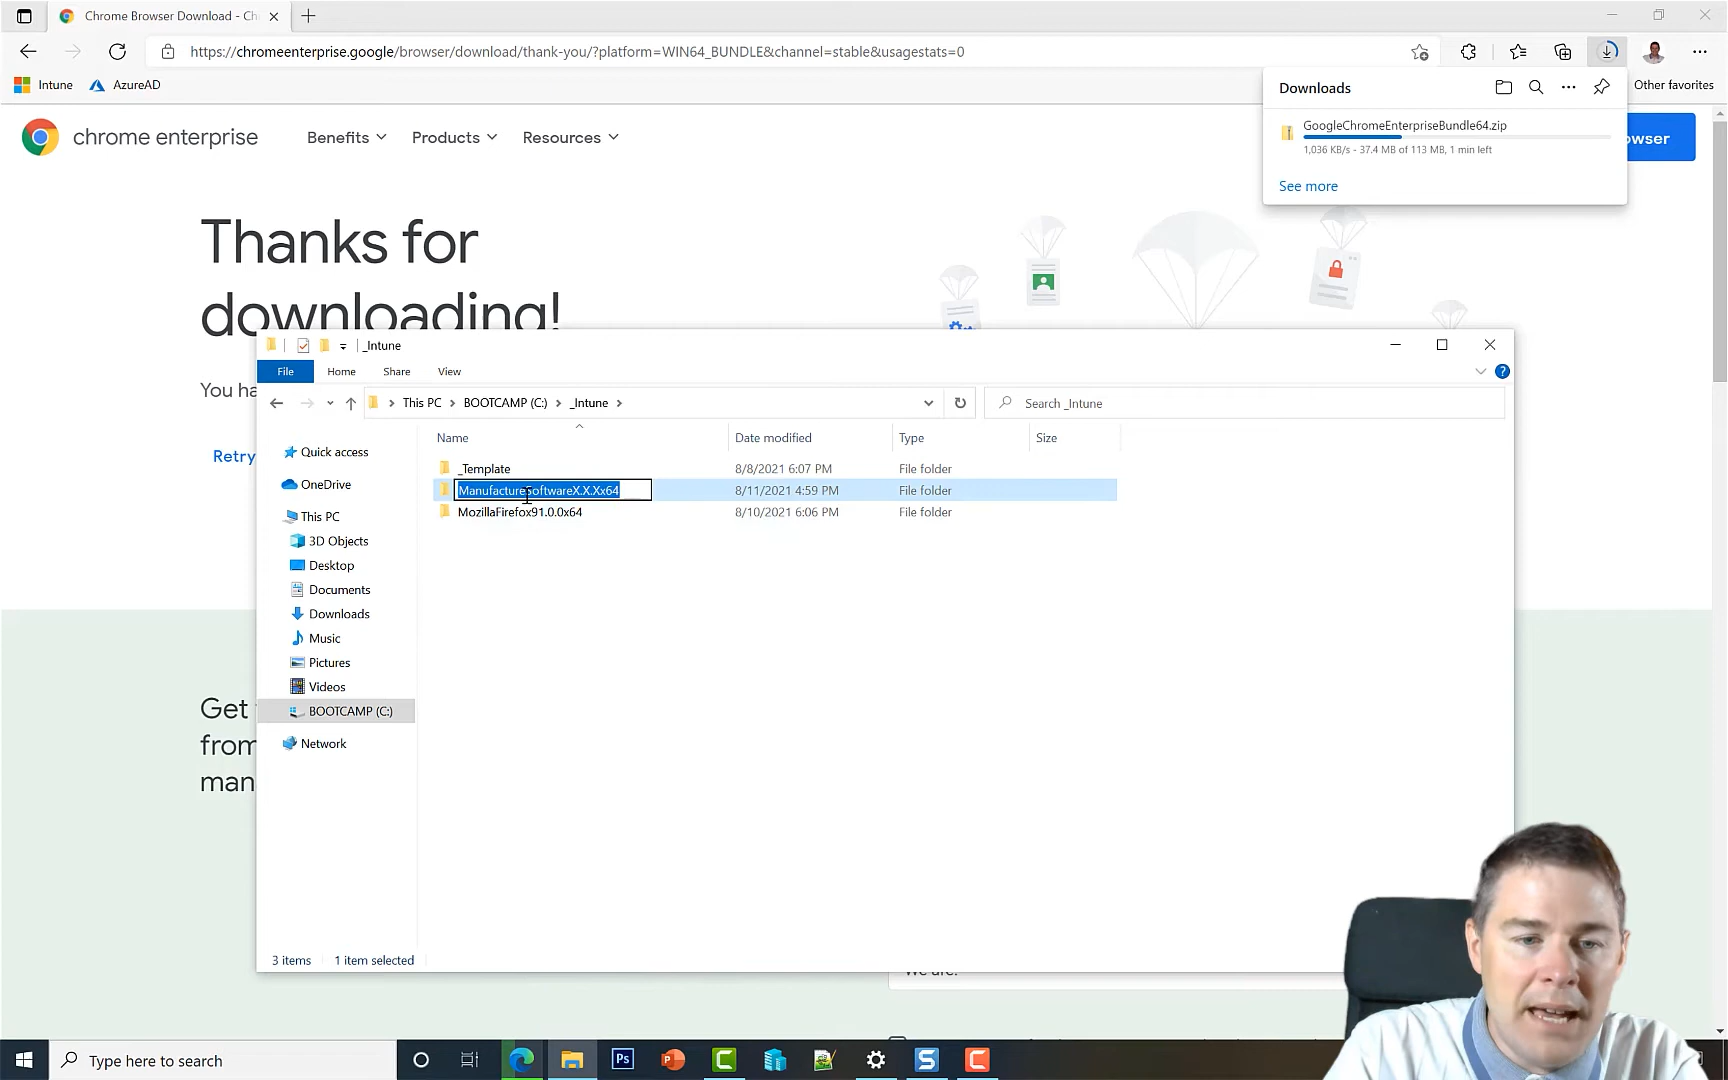 Chrome Browser Download - Ch
https://chromeenterprise.google/browser/download/thank-you/?platform=WIN64_BUNDLE&channel=stable&usagestats=0
Intune
AzureAD
Other favorites
Downloads
GoogleChromeEnterpriseBundle64.zip
1,036 KB/s - 37.4 MB of 113 MB, 1 min left
See more
chrome enterprise
Benefits
Products
Resources
owser
Thanks for
downloading!
You ha
Retry
_Intune
File
Home
Share
View
This PC > BOOTCAMP (C:) > _Intune >
Search _Intune
Name
Date modified
Type
Size
_Template
8/8/2021 6:07 PM
File folder
ManufactureSoftwareX.X.Xx64
8/11/2021 4:59 PM
File folder
MozillaFirefox91.0.0x64
8/10/2021 6:06 PM
File folder
Quick access
OneDrive
This PC
3D Objects
Desktop
Documents
Downloads
Music
Pictures
Videos
BOOTCAMP (C:)
Network
Get
from
man
3 items
1 item selected
We are:
Type here to search
Ps